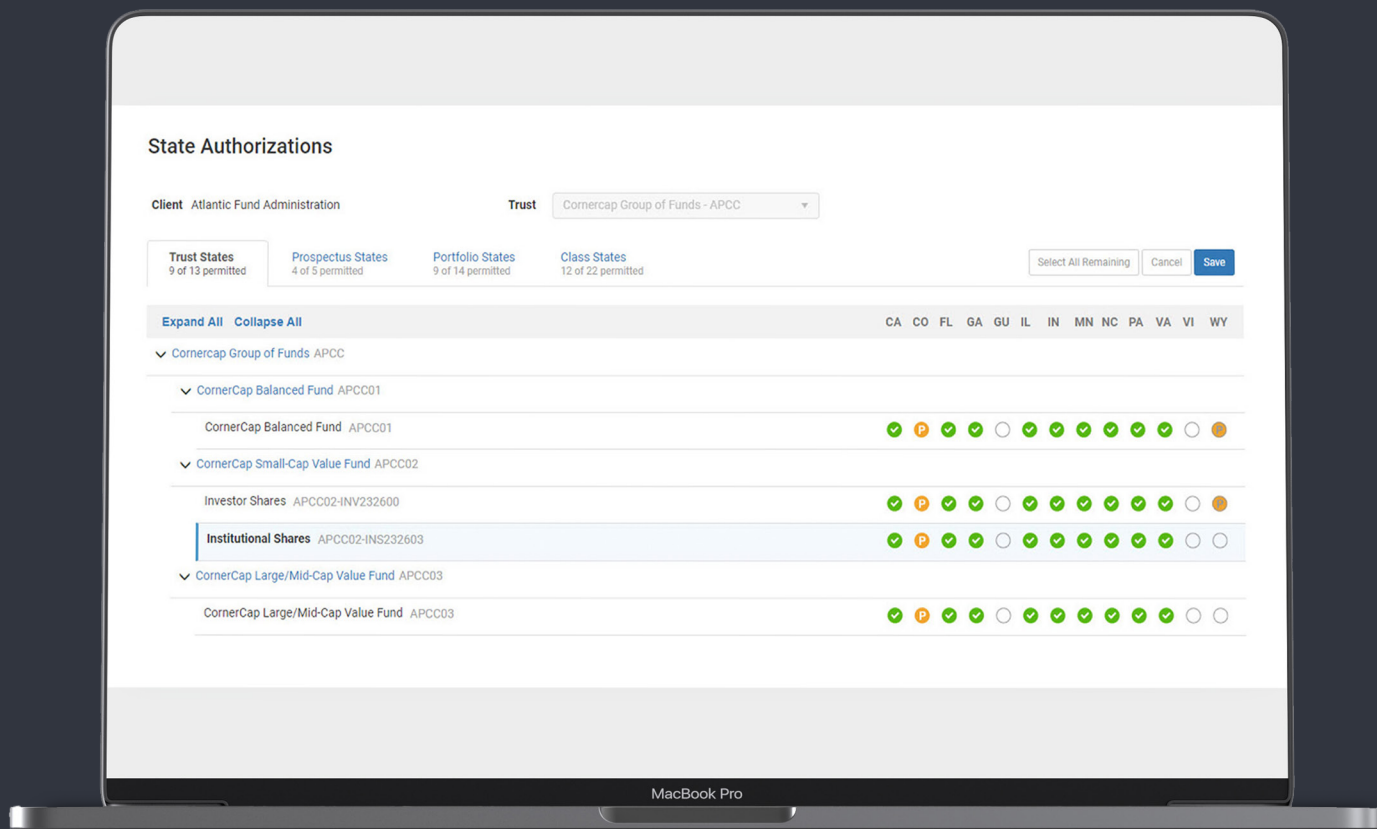 State Authorizations
Client Atlantic Fund Administration Trust Cornercap Group of Funds - APCC
Trust States Prospectus States Portfolio States Class States
9 of 13 permitted 4 of 5 permitted 9 of 14 permitted 12 of 22 permitted
Select All Remaining Cancel Save
Expand All Collapse All CA CO FL GA GU IL IN MN NC PA VA VI WY
Cornercap Group of Funds APCC
CornerCap Balanced Fund APCC01
CornerCap Balanced Fund APCC01 P P
CornerCap Small-Cap Value Fund APCC02
Investor Shares APCC02-INV232600 P P
Institutional Shares APCC02-INS232603 P
CornerCap Large/Mid-Cap Value Fund APCC03
CornerCap Large/Mid-Cap Value Fund APCC03 P
MacBook Pro